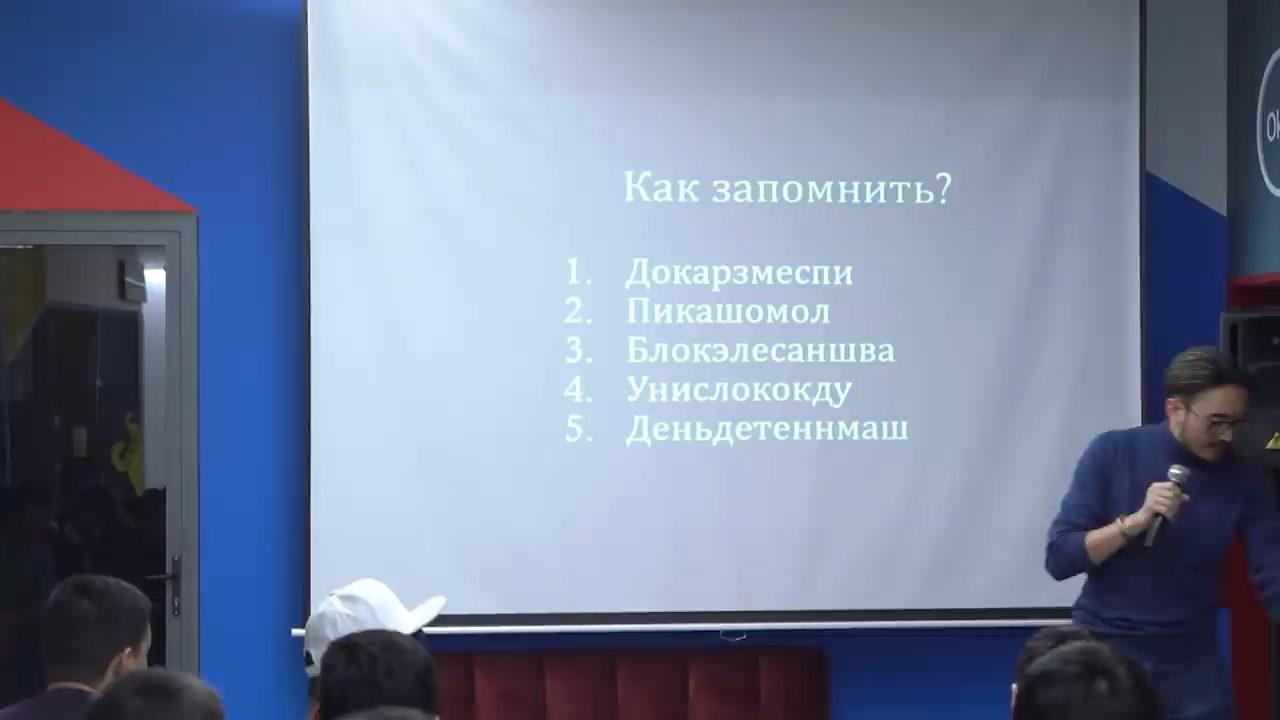 Как запомнить?
1. Докарзмеспи
2. Пикашомол
3. Блокэлесаншва
4. Унислококду
5. Деньдетеннмаш